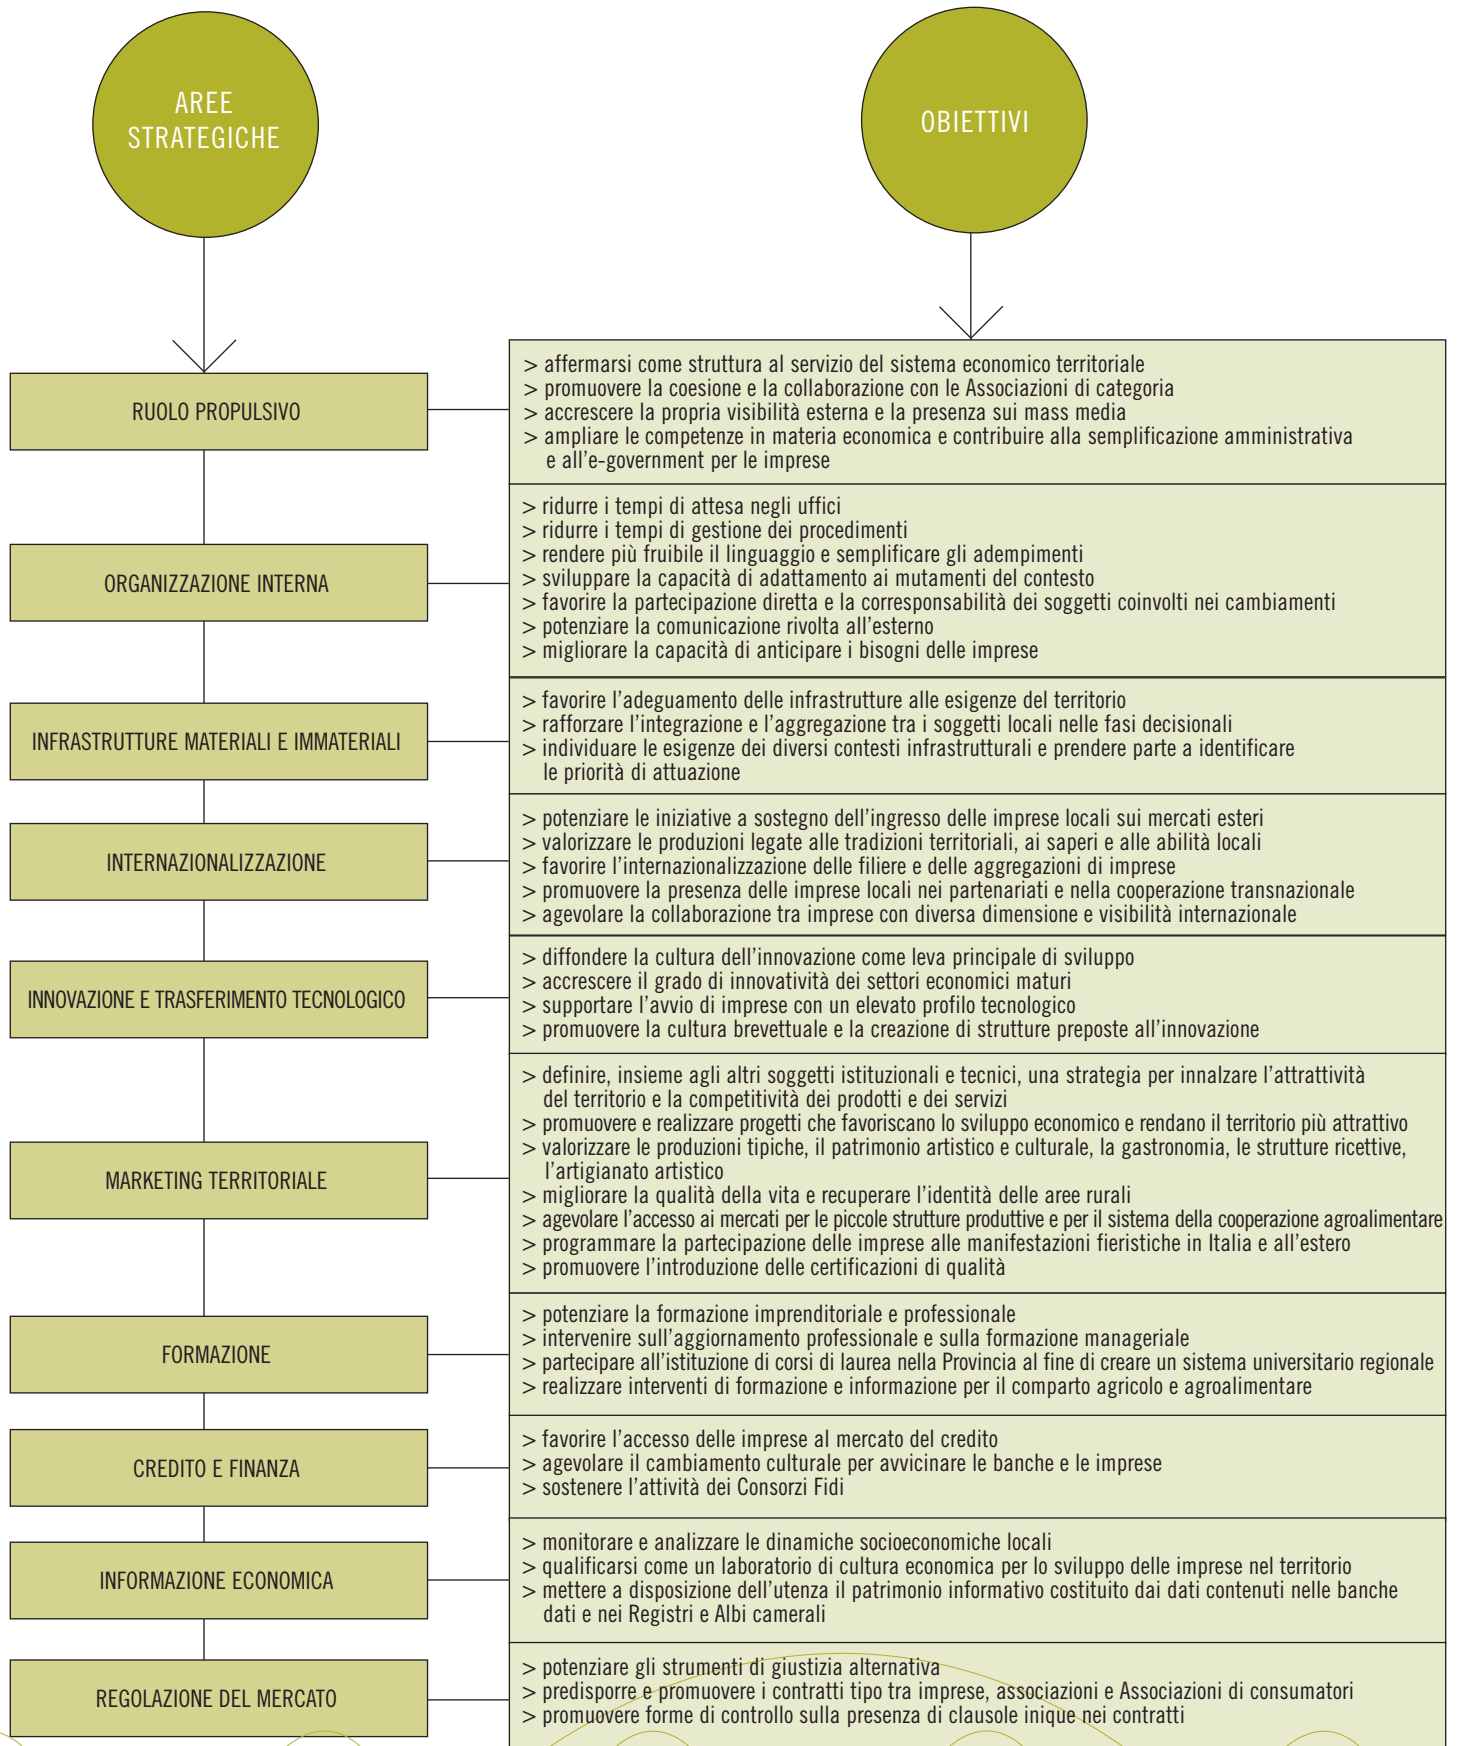 AREE
STRATEGICHE
OBIETTIVI
RUOLO PROPULSIVO
> affermarsi come struttura al servizio del sistema economico territoriale
> promuovere la coesione e la collaborazione con le Associazioni di categoria
> accrescere la propria visibilità esterna e la presenza sui mass media
> ampliare le competenze in materia economica e contribuire alla semplificazione amministrativa
e all'e-government per le imprese
ORGANIZZAZIONE INTERNA
> ridurre i tempi di attesa negli uffici
> ridurre i tempi di gestione dei procedimenti
> rendere più fruibile il linguaggio e semplificare gli adempimenti
> sviluppare la capacità di adattamento ai mutamenti del contesto
> favorire la partecipazione diretta e la corresponsabilità dei soggetti coinvolti nei cambiamenti
> potenziare la comunicazione rivolta all'esterno
> migliorare la capacità di anticipare i bisogni delle imprese
INFRASTRUTTURE MATERIALI E IMMATERIALI
> favorire l'adeguamento delle infrastrutture alle esigenze del territorio
> rafforzare l'integrazione e l'aggregazione tra i soggetti locali nelle fasi decisionali
> individuare le esigenze dei diversi contesti infrastrutturali e prendere parte a identificare
le priorità di attuazione
INTERNAZIONALIZZAZIONE
> potenziare le iniziative a sostegno dell'ingresso delle imprese locali sui mercati esteri
> valorizzare le produzioni legate alle tradizioni territoriali, ai saperi e alle abilità locali
> favorire l'internazionalizzazione delle filiere e delle aggregazioni di imprese
> promuovere la presenza delle imprese locali nei partenariati e nella cooperazione transnazionale
> agevolare la collaborazione tra imprese con diversa dimensione e visibilità internazionale
INNOVAZIONE E TRASFERIMENTO TECNOLOGICO
> diffondere la cultura dell'innovazione come leva principale di sviluppo
> accrescere il grado di innovatività dei settori economici maturi
> supportare l'avvio di imprese con un elevato profilo tecnologico
> promuovere la cultura brevettuale e la creazione di strutture preposte all'innovazione
MARKETING TERRITORIALE
> definire, insieme agli altri soggetti istituzionali e tecnici, una strategia per innalzare l'attrattività
del territorio e la competitività dei prodotti e dei servizi
> promuovere e realizzare progetti che favoriscano lo sviluppo economico e rendano il territorio più attrattivo
> valorizzare le produzioni tipiche, il patrimonio artistico e culturale, la gastronomia, le strutture ricettive,
l'artigianato artistico
> migliorare la qualità della vita e recuperare l'identità delle aree rurali
> agevolare l'accesso ai mercati per le piccole strutture produttive e per il sistema della cooperazione agroalimentare
> programmare la partecipazione delle imprese alle manifestazioni fieristiche in Italia e all'estero
> promuovere l'introduzione delle certificazioni di qualità
FORMAZIONE
> potenziare la formazione imprenditoriale e professionale
> intervenire sull'aggiornamento professionale e sulla formazione manageriale
> partecipare all'istituzione di corsi di laurea nella Provincia al fine di creare un sistema universitario regionale
> realizzare interventi di formazione e informazione per il comparto agricolo e agroalimentare
CREDITO E FINANZA
> favorire l'accesso delle imprese al mercato del credito
> agevolare il cambiamento culturale per avvicinare le banche e le imprese
> sostenere l'attività dei Consorzi Fidi
INFORMAZIONE ECONOMICA
> monitorare e analizzare le dinamiche socioeconomiche locali
> qualificarsi come un laboratorio di cultura economica per lo sviluppo delle imprese nel territorio
> mettere a disposizione dell'utenza il patrimonio informativo costituito dai dati contenuti nelle banche
dati e nei Registri e Albi camerali
REGOLAZIONE DEL MERCATO
> potenziare gli strumenti di giustizia alternativa
> predisporre e promuovere i contratti tipo tra imprese, associazioni e Associazioni di consumatori
> promuovere forme di controllo sulla presenza di clausole inique nei contratti